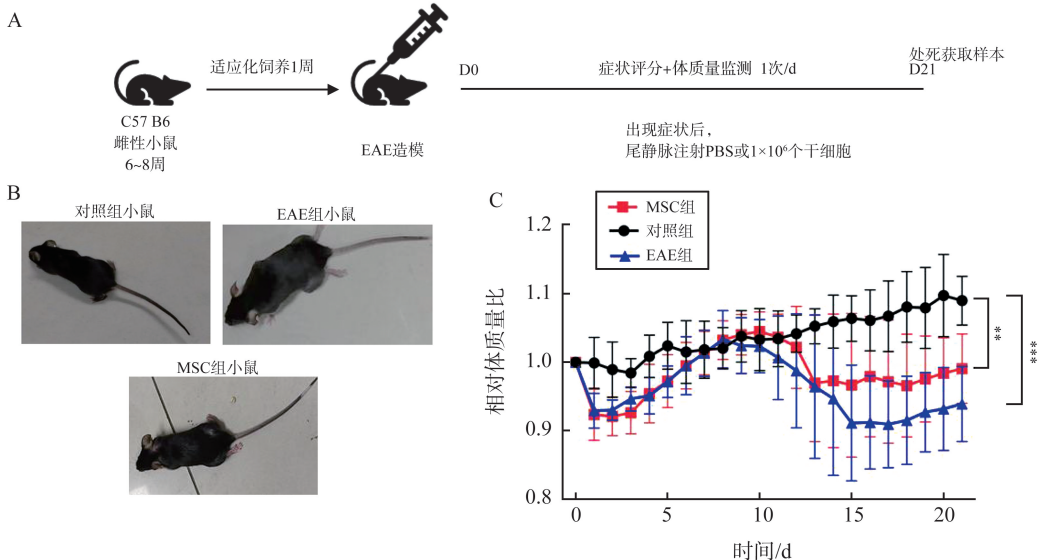 A
适应化饲养1周
C57 B6
雌性小鼠
6~8周
EAE造模
D0
症状评分+体质量监测 1次/d
处死获取样本
D21
出现症状后，
尾静脉注射PBS或1×10⁶个干细胞
B
对照组小鼠
EAE组小鼠
MSC组小鼠
C
MSC组
对照组
EAE组
相对体质量比
1.2
1.1
1.0
0.9
0.8
0
5
10
15
20
时间/d
**
***